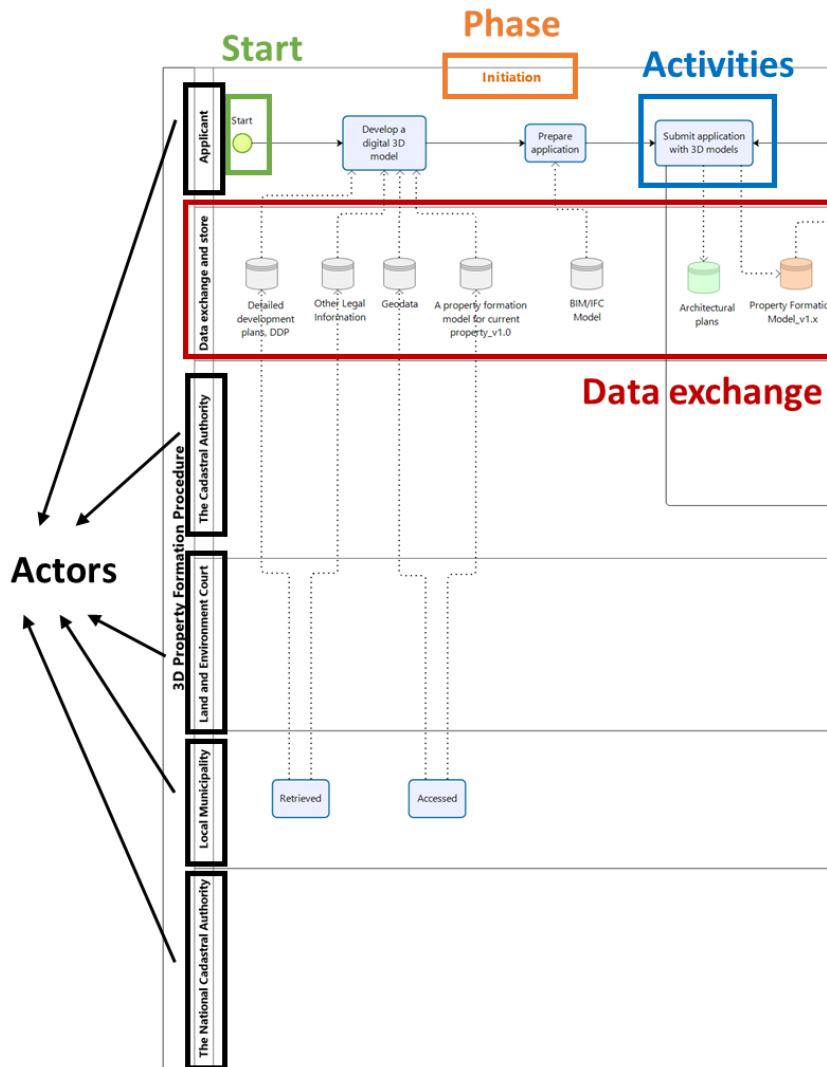 Phase
Start
Initiation
Activities
Start
Applicant
Develop a
digital 3D
model
Prepare
application
Submit application
with 3D models
Data exchange and store
Detailed
development
plans, DDP
Other Legal
Information
Geodata
A property formation
model for current
property_v1.0
BIM/IFC
Model
Architectural
plans
Property Formatio
Model_v1.x
Data exchange
The Cadastral Authority
3D Property Formation Procedure
Actors
Land and Environment Court
Local Municipality
Retrieved
Accessed
The National Cadastral Authority